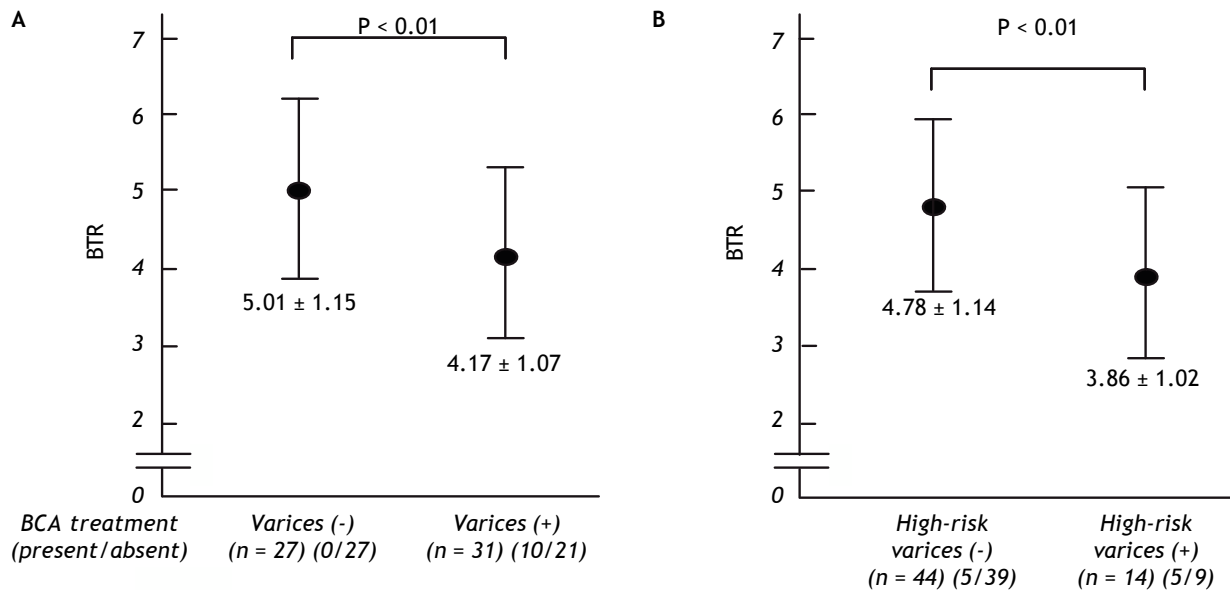 A
P < 0.01
7
6
5
4
3
2
0
BTR
5.01 ± 1.15
4.17 ± 1.07
BCA treatment
(present/absent)
Varices (-)
(n = 27) (0/27)
Varices (+)
(n = 31) (10/21)
B
P < 0.01
7
6
5
4
3
2
0
BTR
4.78 ± 1.14
3.86 ± 1.02
High-risk
varices (-)
(n = 44) (5/39)
High-risk
varices (+)
(n = 14) (5/9)